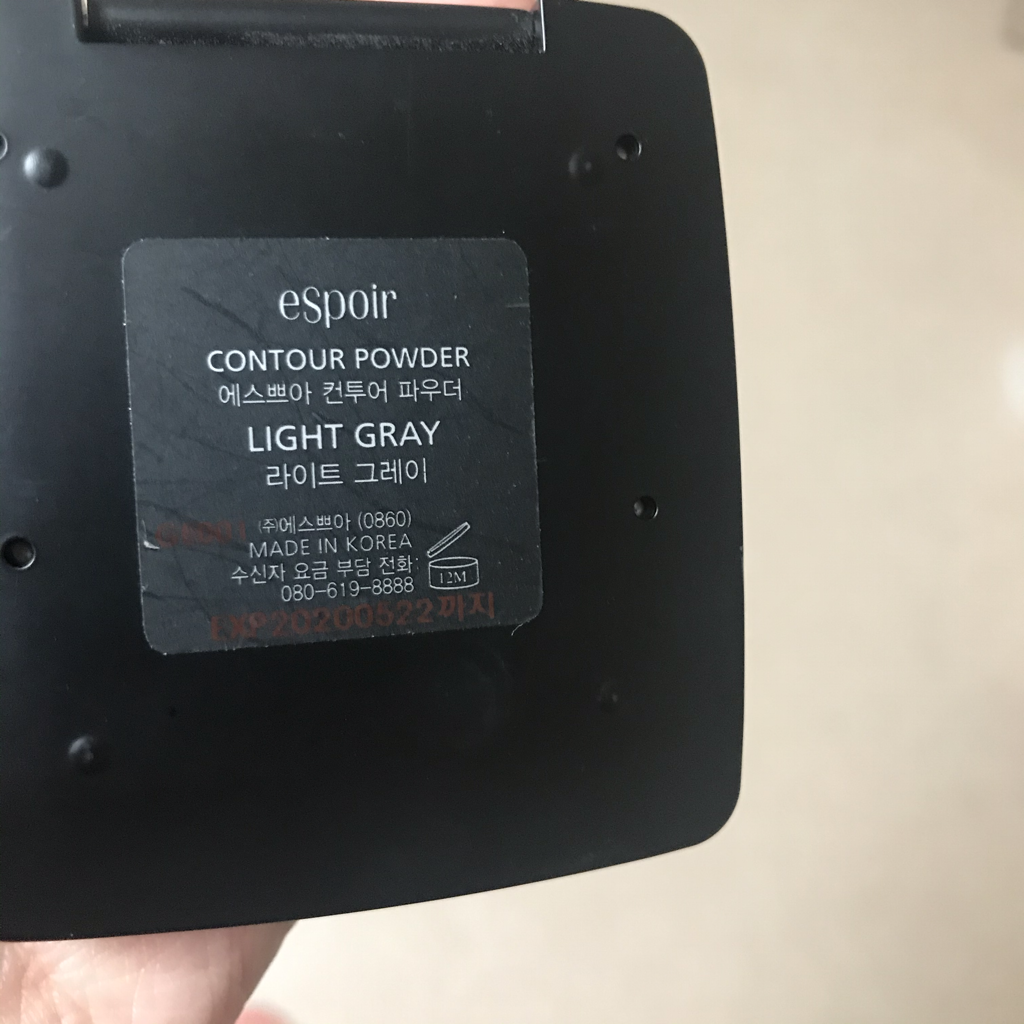 eSpoir
CONTOUR POWDER
에스쁘아 컨투어 파우더
LIGHT GRAY
라이트 그레이
㈜에스쁘아 (0860)
MADE IN KOREA
수신자 요금 부담 전화:
080-619-8888
12M
EXP20200522까지